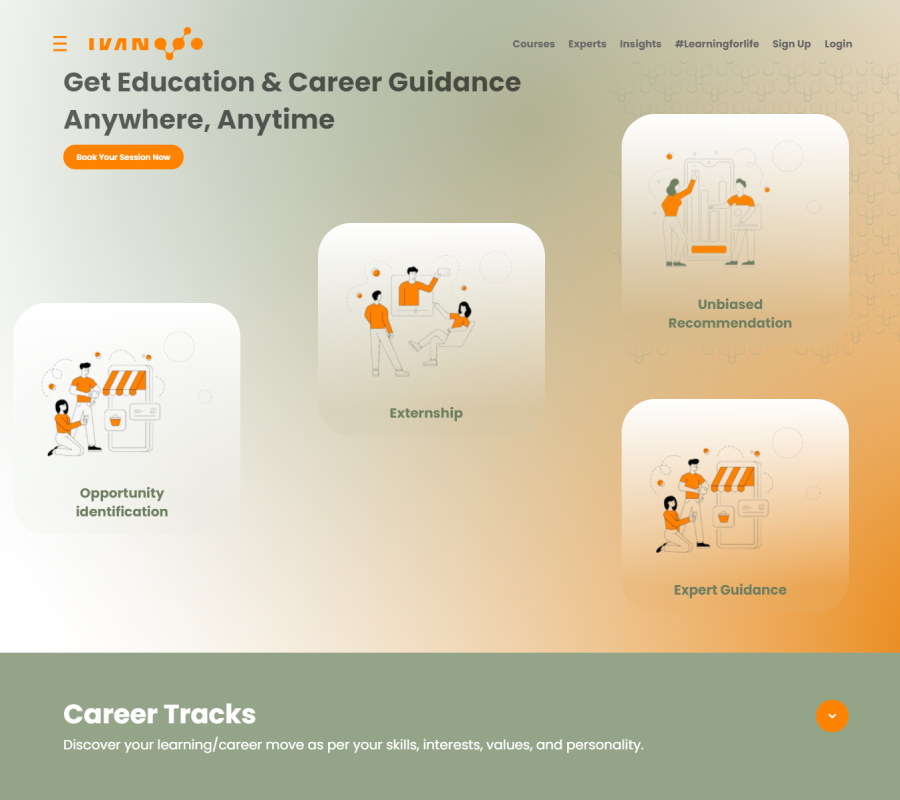 IVAN
Courses
Experts
Insights
#Learningforlife
Sign Up
Login
Get Education & Career Guidance
Anywhere, Anytime
Book Your Session Now
Unbiased
Recommendation
Externship
Opportunity
identification
Expert Guidance
Career Tracks
Discover your learning/career move as per your skills, interests, values, and personality.